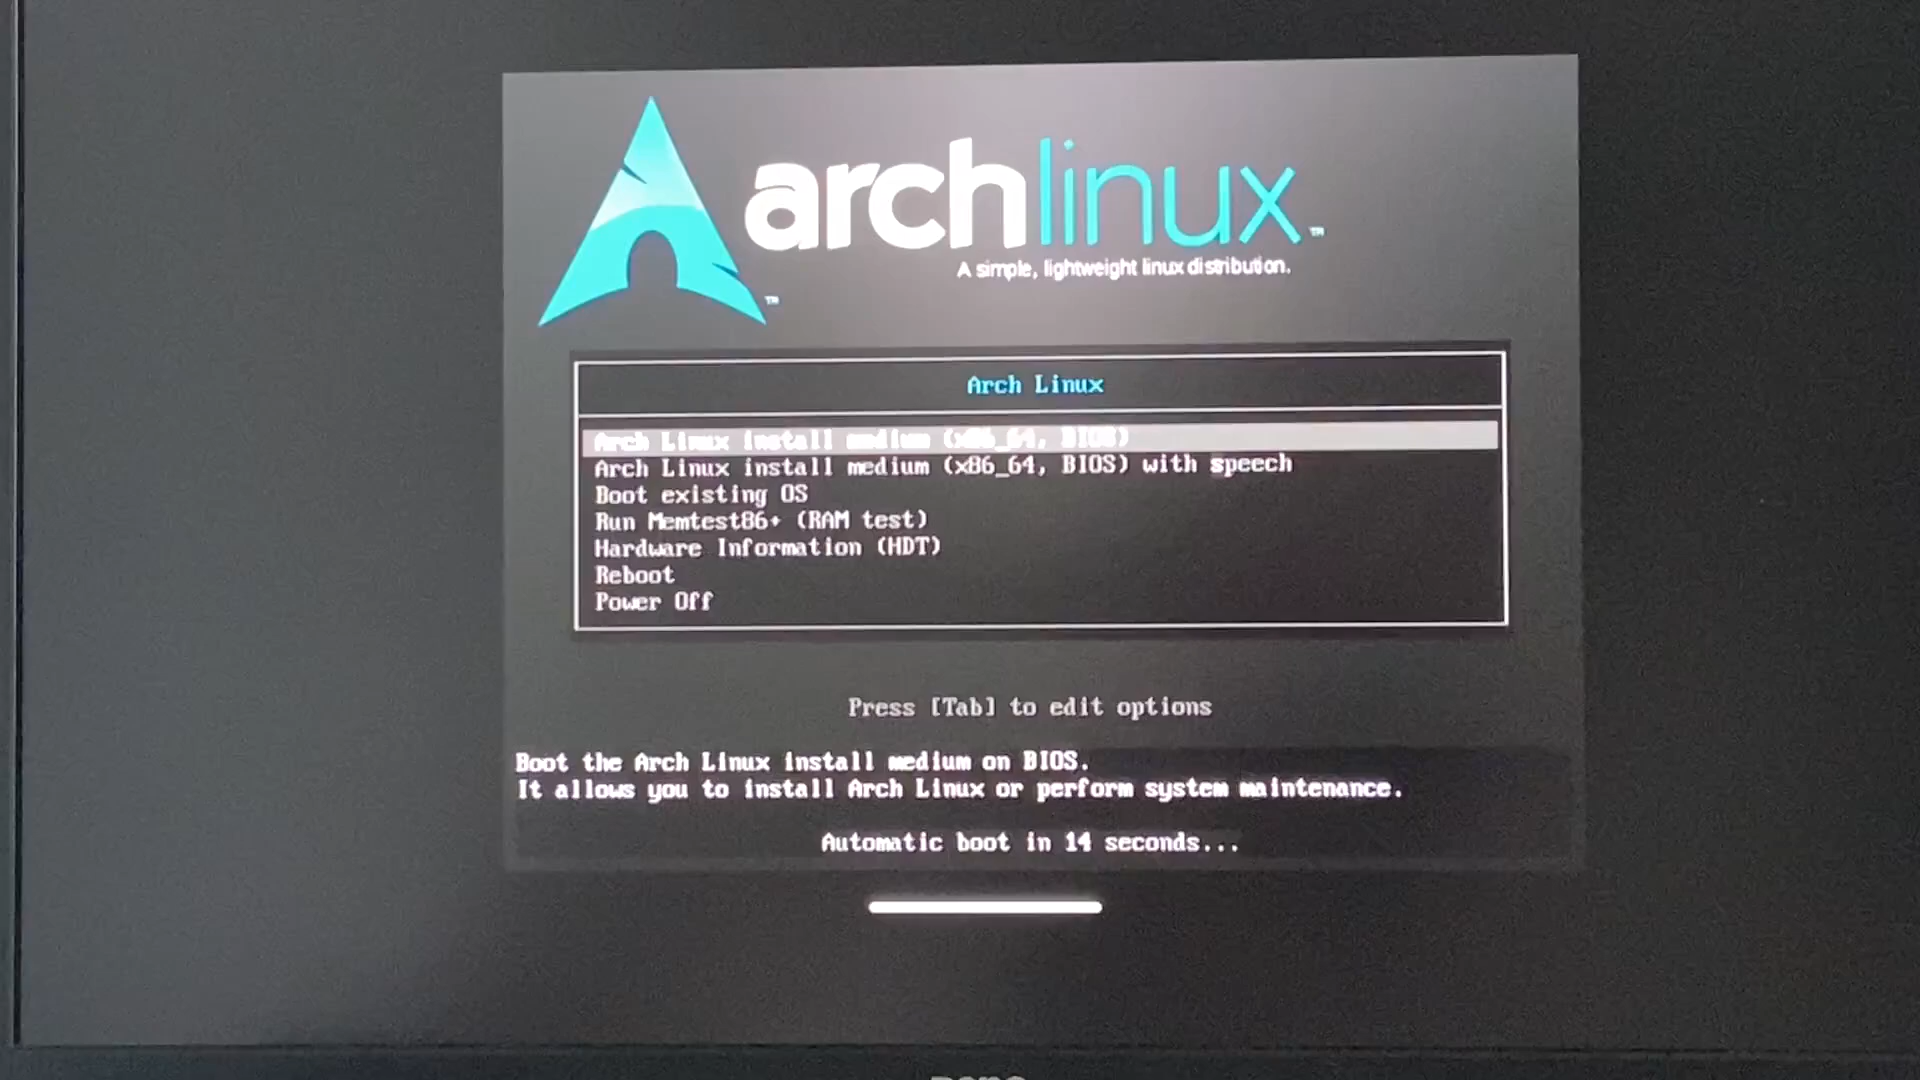 archlinux™
A simple, lightweight linux distribution.
™
Arch Linux
Arch Linux install medium (x86_64, BIOS)
Arch Linux install medium (x86_64, BIOS) with speech
Boot existing OS
Run Memtest86+ (RAM test)
Hardware Information (HDT)
Reboot
Power Off
Press [Tab] to edit options
Boot the Arch Linux install medium on BIOS.
It allows you to install Arch Linux or perform system maintenance.
Automatic boot in 14 seconds...